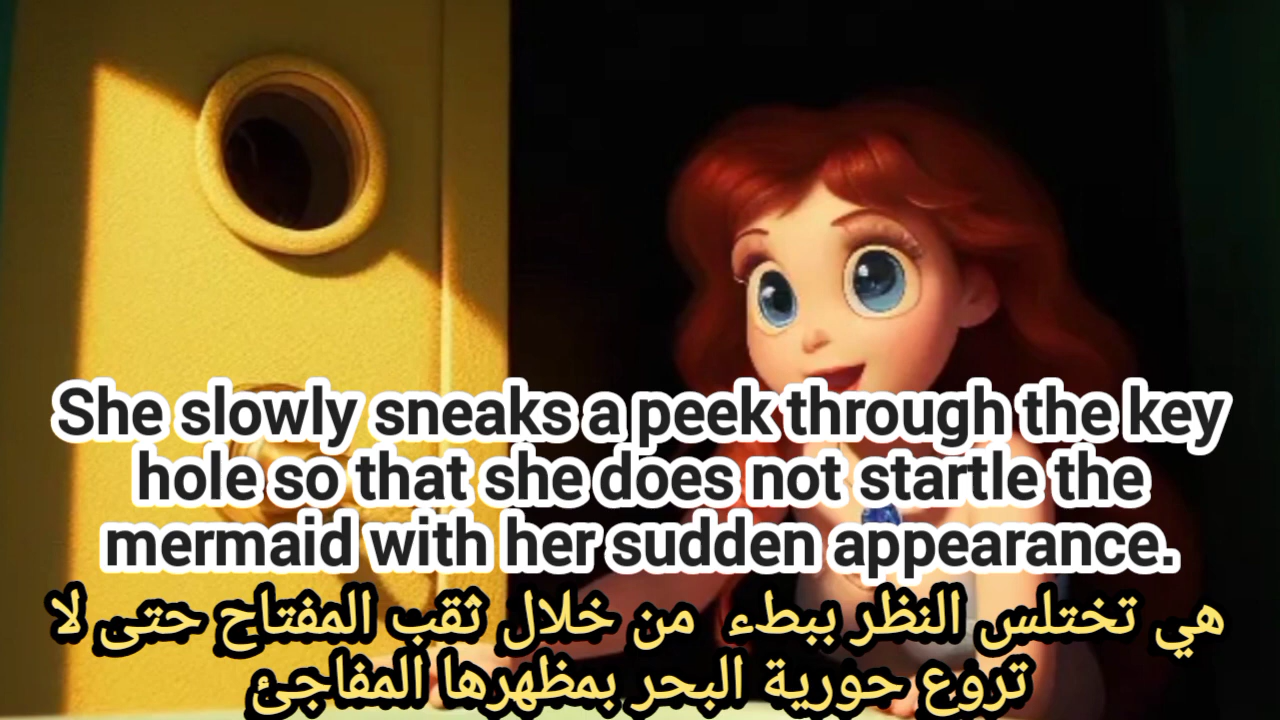 She slowly sneaks a peek through the key
hole so that she does not startle the
mermaid with her sudden appearance.
هي تختلس النظر ببطء من خلال ثقب المفتاح حتى لا
تروع حورية البحر بمظهرها المفاجئ